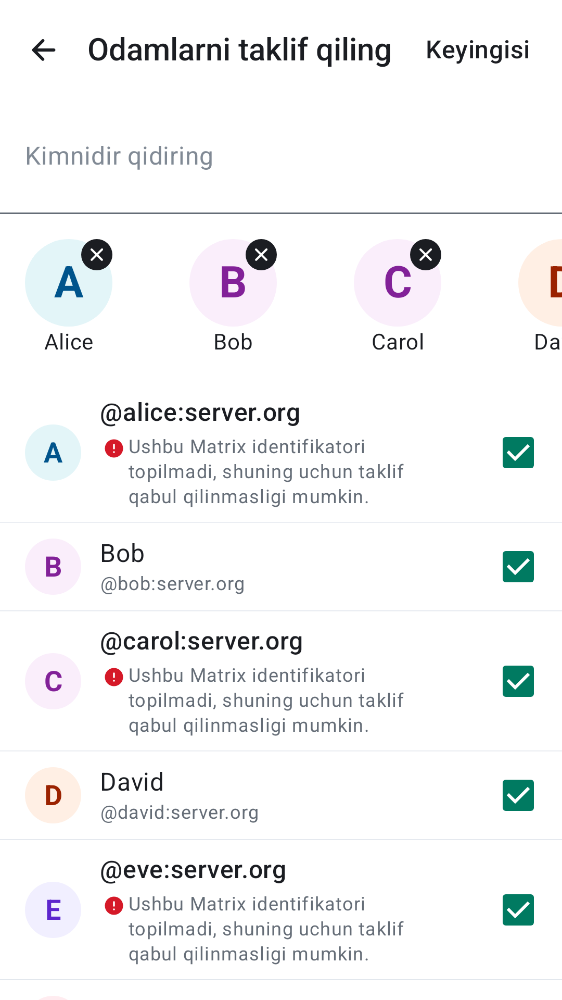 Odamlarni taklif qiling Keyingisi
Kimnidir qidiring
A B C
Alice Bob Carol Da
@alice:server.org
A
Ushbu Matrix identifikatori
topilmadi, shuning uchun taklif
qabul qilinmasligi mumkin.
Bob
B
@bob:server.org
@carol:server.org
C
Ushbu Matrix identifikatori
topilmadi, shuning uchun taklif
qabul qilinmasligi mumkin.
David
D
@david:server.org
@eve:server.org
E
Ushbu Matrix identifikatori
topilmadi, shuning uchun taklif
qabul qilinmasligi mumkin.